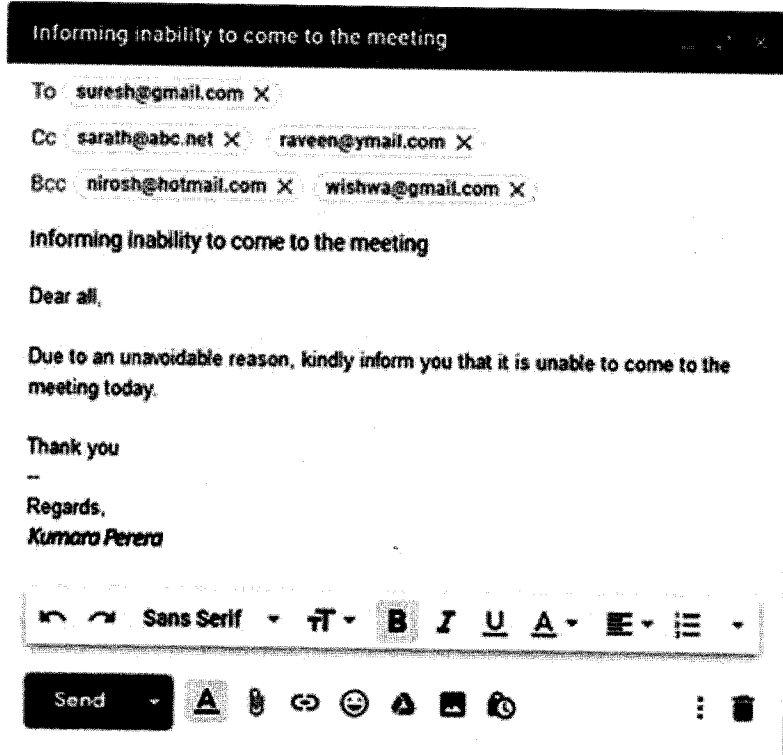 Informing inability to come to the meeting
To suresh@gmail.com ✕
Cc sarath@abc.net ✕ raveen@ymail.com ✕
Bcc nirosh@hotmail.com ✕ wishwa@gmail.com ✕
Informing inability to come to the meeting
Dear all,
Due to an unavoidable reason, kindly inform you that it is unable to come to the
meeting today.
Thank you
--
Regards,
Kumara Perera
Sans Serif TT B I U A
Send A